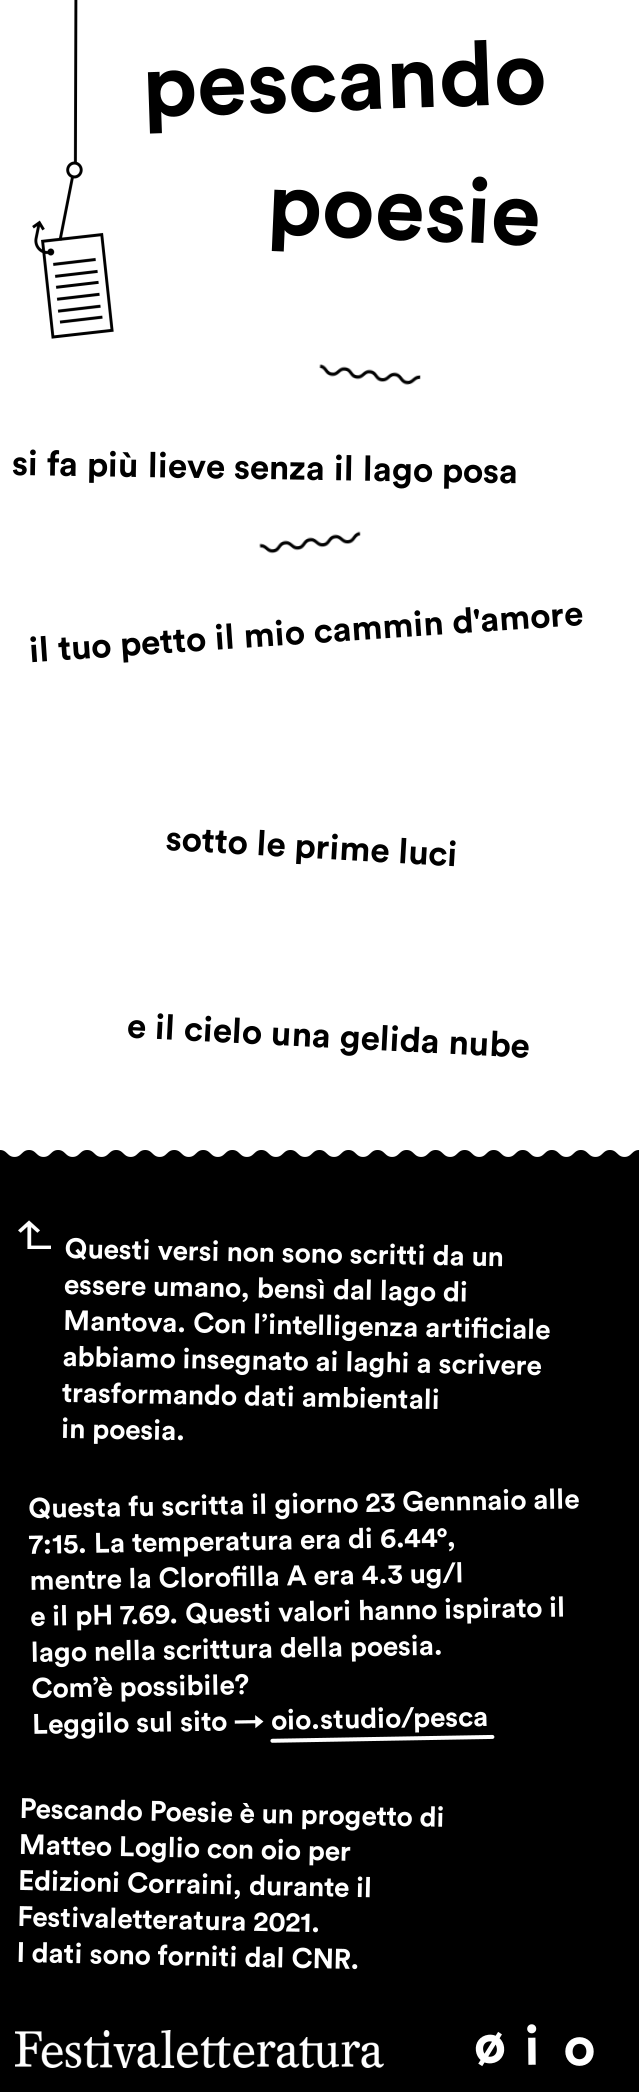 pescando
poesie
si fa più lieve senza il lago posa
il tuo petto il mio cammin d'amore
sotto le prime luci
e il cielo una gelida nube
Questi versi non sono scritti da un
essere umano, bensì dal lago di
Mantova. Con l’intelligenza artificiale
abbiamo insegnato ai laghi a scrivere
trasformando dati ambientali
in poesia.
Questa fu scritta il giorno 23 Gennnaio alle
7:15. La temperatura era di 6.44°,
mentre la Clorofilla A era 4.3 ug/l
e il pH 7.69. Questi valori hanno ispirato il
lago nella scrittura della poesia.
Com’è possibile?
Leggilo sul sito → oio.studio/pesca
Pescando Poesie è un progetto di
Matteo Loglio con oio per
Edizioni Corraini, durante il
Festivaletteratura 2021.
I dati sono forniti dal CNR.
Festivaletteratura ø i o